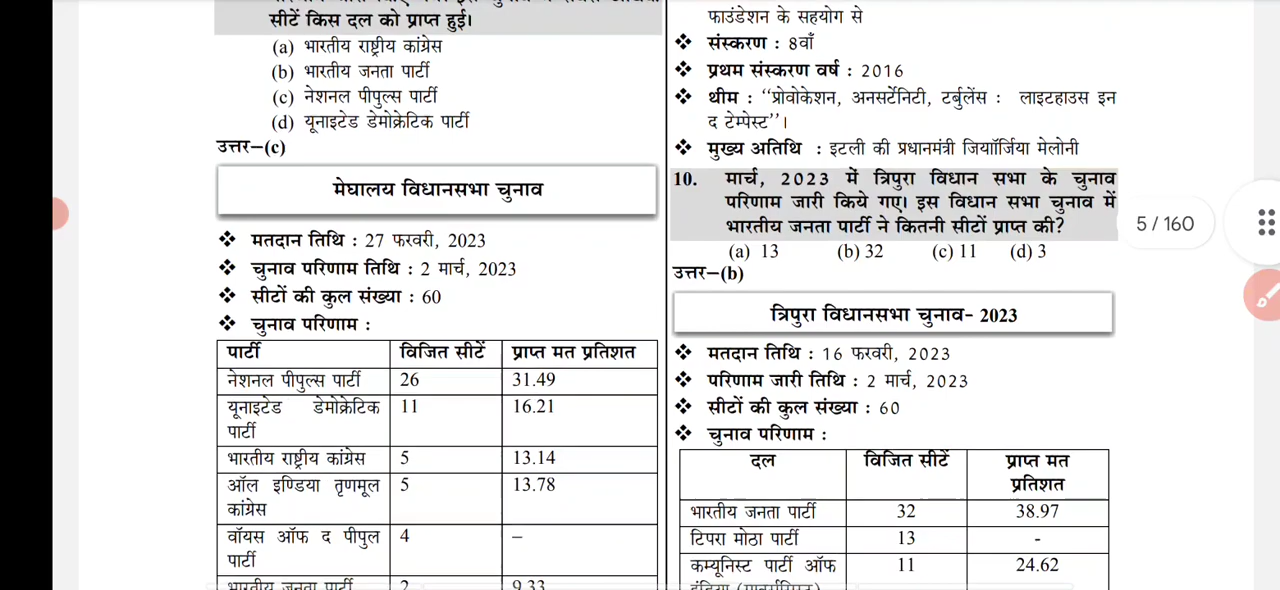 सीटें किस दल को प्राप्त हुई।
(a) भारतीय राष्ट्रीय कांग्रेस
(b) भारतीय जनता पार्टी
(c) नेशनल पीपुल्स पार्टी
(d) यूनाइटेड डेमोक्रेटिक पार्टी
उत्तर–(c)
मेघालय विधानसभा चुनाव
❖ मतदान तिथि : 27 फरवरी, 2023
❖ चुनाव परिणाम तिथि : 2 मार्च, 2023
❖ सीटों की कुल संख्या : 60
❖ चुनाव परिणाम :
पार्टी विजित सीटें प्राप्त मत प्रतिशत
नेशनल पीपुल्स पार्टी 26 31.49
यूनाइटेड डेमोक्रेटिक 11 16.21
पार्टी
भारतीय राष्ट्रीय कांग्रेस 5 13.14
ऑल इण्डिया तृणमूल 5 13.78
कांग्रेस
वॉयस ऑफ द पीपुल 4 –
पार्टी
भारतीय जनता पार्टी 2 9.33
फाउंडेशन के सहयोग से
❖ संस्करण : 8वाँ
❖ प्रथम संस्करण वर्ष : 2016
❖ थीम : ‘‘प्रोवोकेशन, अनसर्टेनिटी, टर्बुलेंस : लाइटहाउस इन
द टेम्पेस्ट’’।
❖ मुख्य अतिथि : इटली की प्रधानमंत्री जियाॅर्जिया मेलोनी
10. मार्च, 2023 में त्रिपुरा विधान सभा के चुनाव
परिणाम जारी किये गए। इस विधान सभा चुनाव में
भारतीय जनता पार्टी ने कितनी सीटों प्राप्त की?
(a) 13 (b) 32 (c) 11 (d) 3
उत्तर–(b)
त्रिपुरा विधानसभा चुनाव- 2023
❖ मतदान तिथि : 16 फरवरी, 2023
❖ परिणाम जारी तिथि : 2 मार्च, 2023
❖ सीटों की कुल संख्या : 60
❖ चुनाव परिणाम :
दल विजित सीटें प्राप्त मत
प्रतिशत
भारतीय जनता पार्टी 32 38.97
टिपरा मोठा पार्टी 13 -
कम्यूनिस्ट पार्टी ऑफ 11 24.62
5 / 160